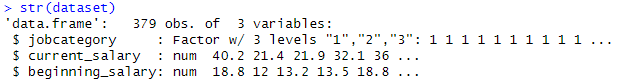 > str(dataset)
'data.frame':   379 obs. of  3 variables:
 $ jobcategory     : Factor w/ 3 levels "1","2","3": 1 1 1 1 1 1 1 1 1 1 ...
 $ current_salary  : num  40.2 21.4 21.9 32.1 36 ...
 $ beginning_salary: num  18.8 12 13.2 13.5 18.8 ...